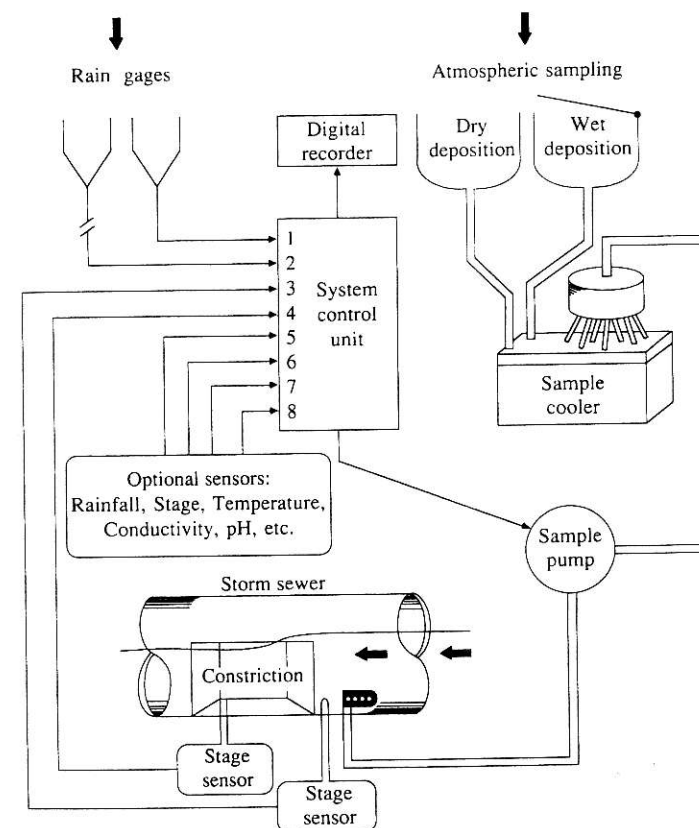 Rain gages
Atmospheric sampling
Digital
recorder
Dry
deposition
Wet
deposition
1
2
3
4
5
6
7
8
System
control
unit
Sample
cooler
Optional sensors:
Rainfall, Stage, Temperature,
Conductivity, pH, etc.
Sample
pump
Storm sewer
Constriction
Stage
sensor
Stage
sensor